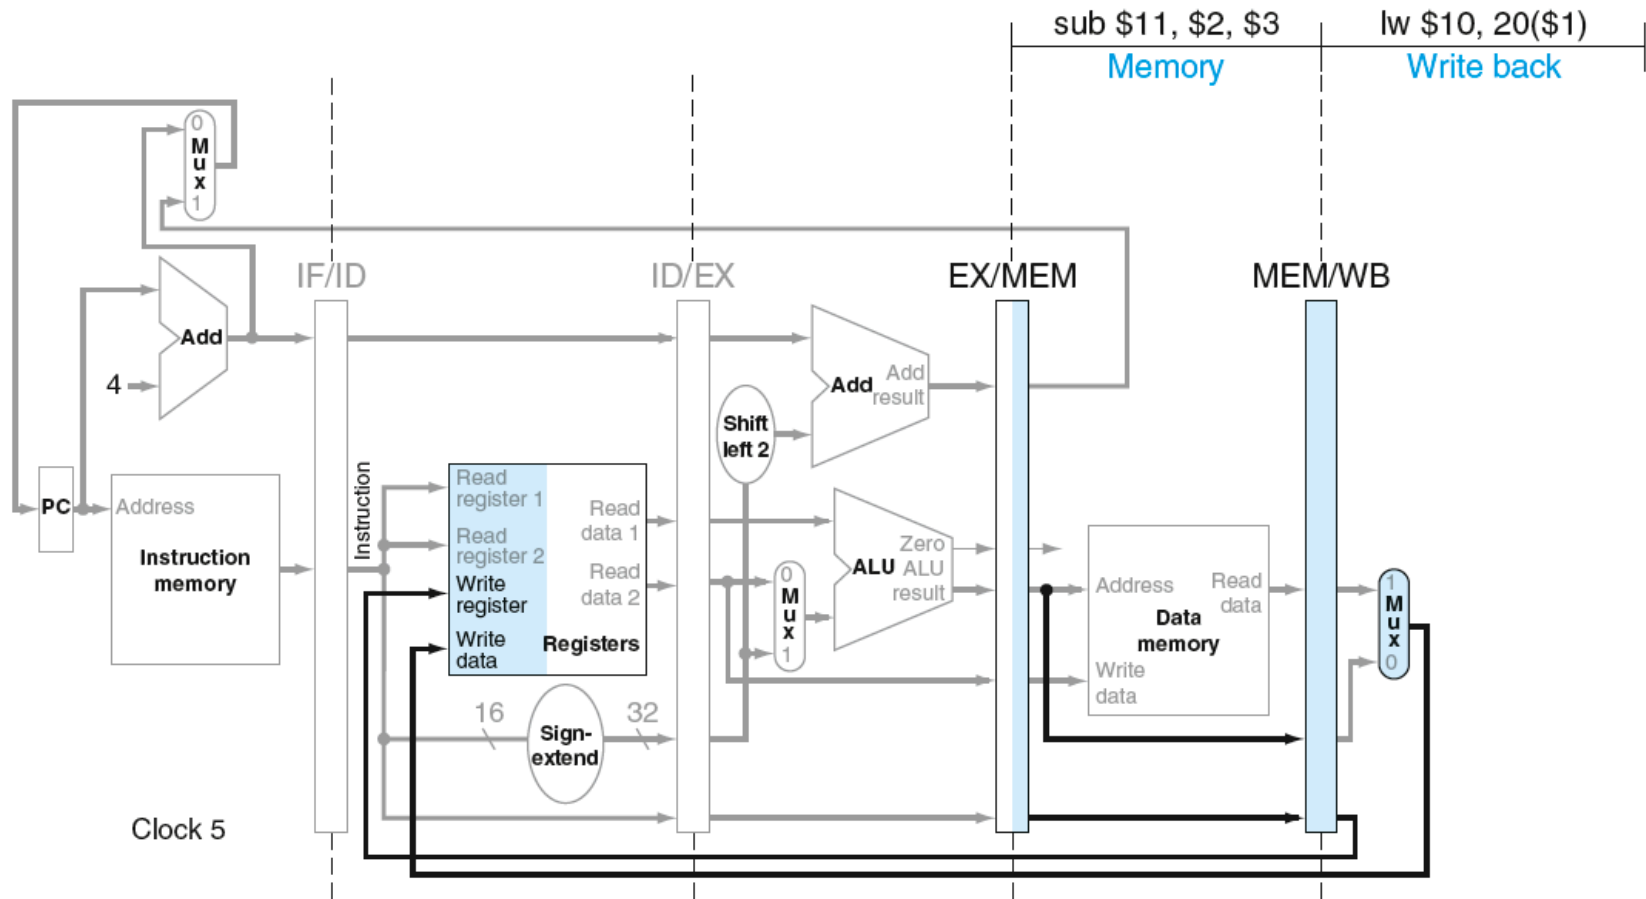 sub $11, $2, $3
lw $10, 20($1)
Memory
Write back
0
M
u
x
1
IF/ID
ID/EX
EX/MEM
MEM/WB
Add
4
Add
Add
result
Shift
left 2
PC
Address
Instruction
memory
Instruction
Read
register 1
Read
register 2
Write
register
Write
data
Registers
Read
data 1
Read
data 2
0
M
u
x
1
Zero
ALU
ALU
result
Address
Read
data
Data
memory
Write
data
1
M
u
x
0
16
Sign-
extend
32
Clock 5